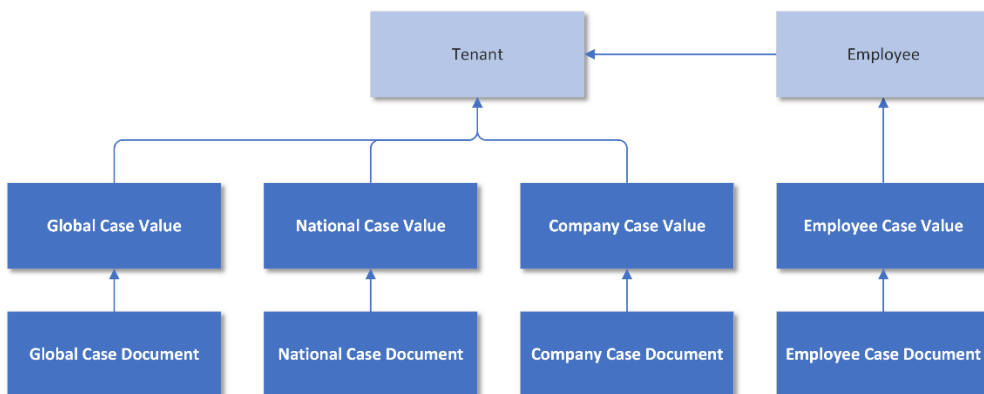 Tenant
Employee
Global Case Value
National Case Value
Company Case Value
Employee Case Value
Global Case Document
National Case Document
Company Case Document
Employee Case Document